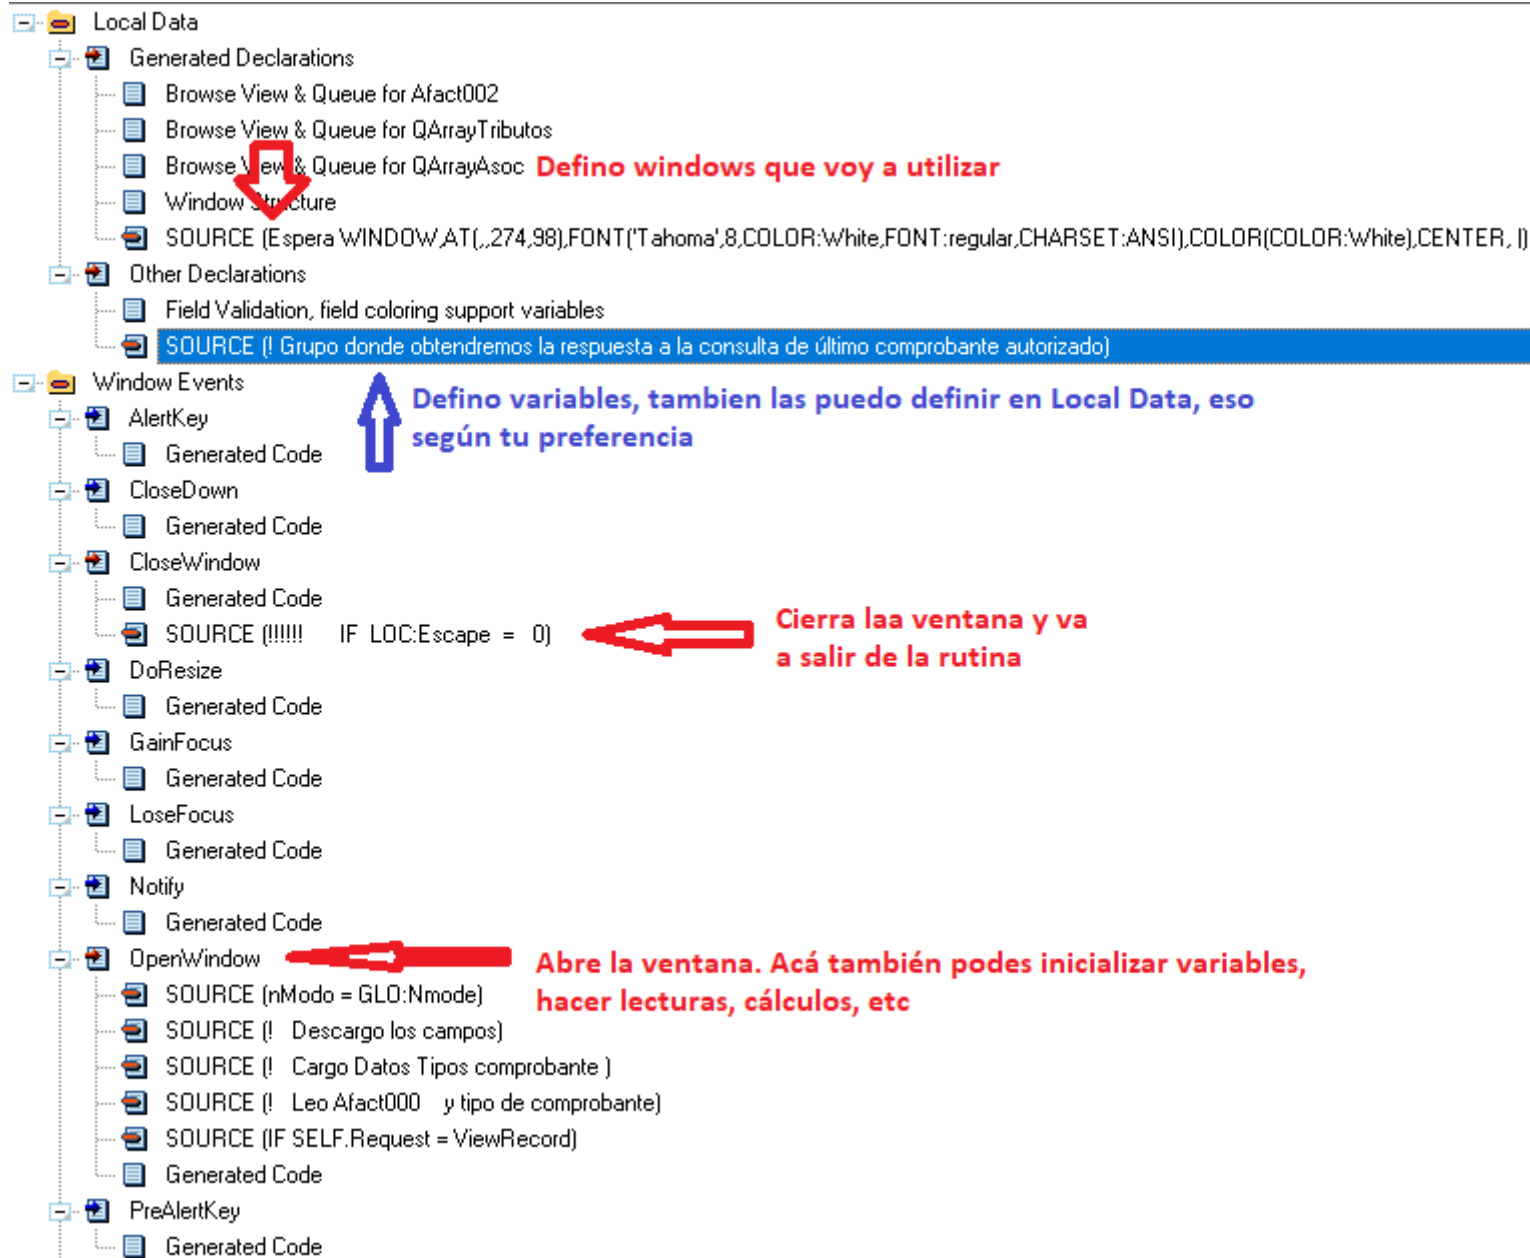 Local Data
Generated Declarations
Browse View & Queue for Afact002
Browse View & Queue for QArrayTributos
Browse View & Queue for QArrayAsoc
Defino windows que voy a utilizar
Window Structure
SOURCE (Espera WINDOW,AT(,,274,98),FONT('Tahoma',8,COLOR:White,FONT:regular,CHARSET:ANSI),COLOR(COLOR:White),CENTER, |)
Other Declarations
Field Validation, field coloring support variables
SOURCE (! Grupo donde obtendremos la respuesta a la consulta de último comprobante autorizado)
Window Events
Defino variables, tambien las puedo definir en Local Data, eso
según tu preferencia
AlertKey
Generated Code
CloseDown
Generated Code
CloseWindow
Generated Code
SOURCE (!!!!!! IF LOC:Escape = 0)
Cierra laa ventana y va
a salir de la rutina
DoResize
Generated Code
GainFocus
Generated Code
LoseFocus
Generated Code
Notify
Generated Code
OpenWindow
Abre la ventana. Acá también podes inicializar variables,
hacer lecturas, cálculos, etc
SOURCE (nModo = GLO:Nmode)
SOURCE (! Descargo los campos)
SOURCE (! Cargo Datos Tipos comprobante )
SOURCE (! Leo Afact000 y tipo de comprobante)
SOURCE (IF SELF.Request = ViewRecord)
Generated Code
PreAlertKey
Generated Code